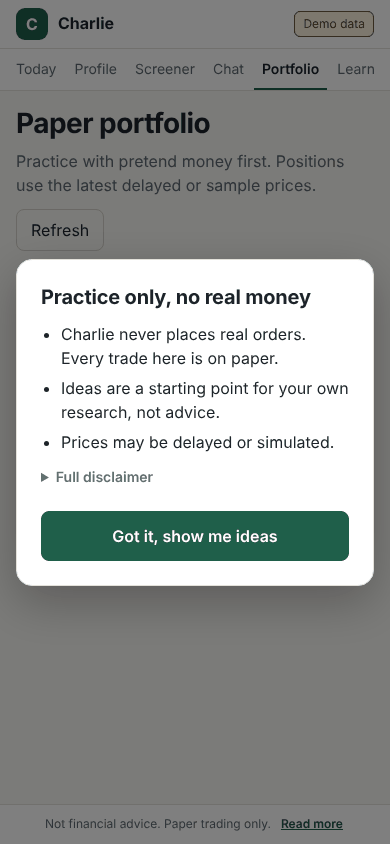 C Charlie Demo data
Today Profile Screener Chat Portfolio Learn
Paper portfolio
Practice with pretend money first. Positions
use the latest delayed or sample prices.
Refresh
Practice only, no real money
• Charlie never places real orders.
Every trade here is on paper.
• Ideas are a starting point for your own
research, not advice.
• Prices may be delayed or simulated.
▶ Full disclaimer
Got it, show me ideas
Not financial advice. Paper trading only. Read more